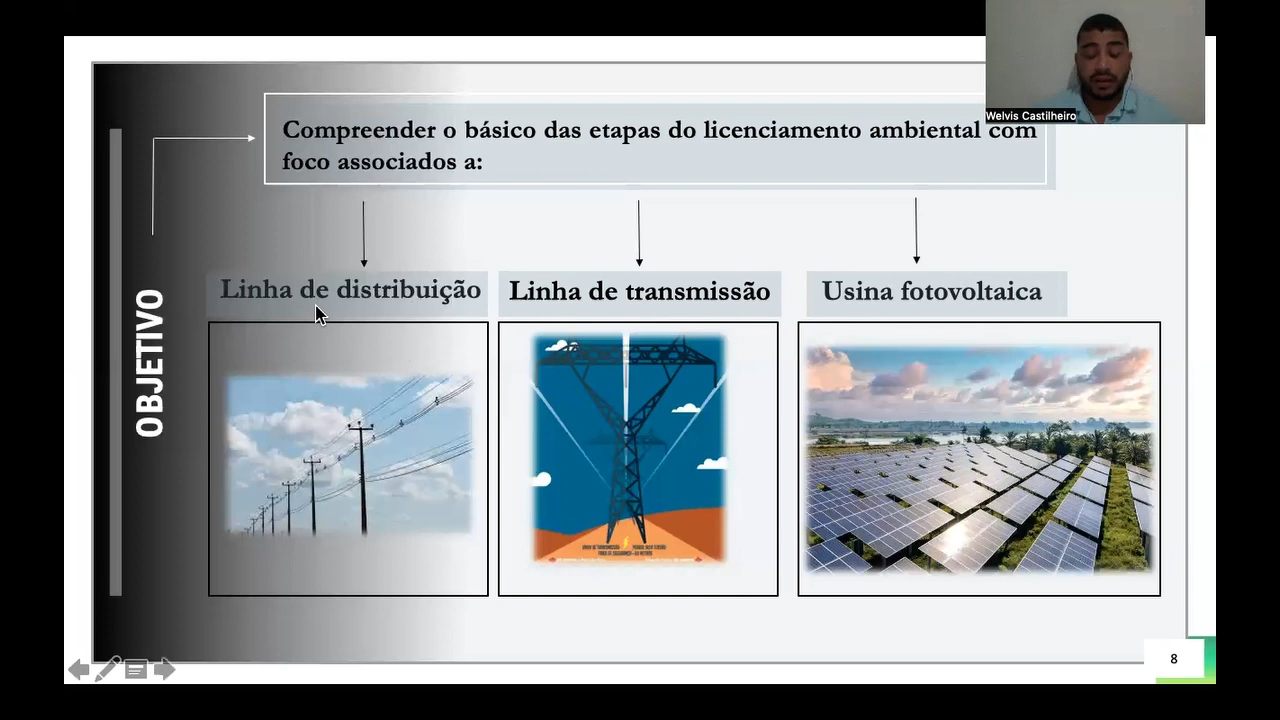 Welvis Castilheiro
Compreender o básico das etapas do licenciamento ambiental com
foco associados a:
OBJETIVO
Linha de distribuição
Linha de transmissão
Usina fotovoltaica
8